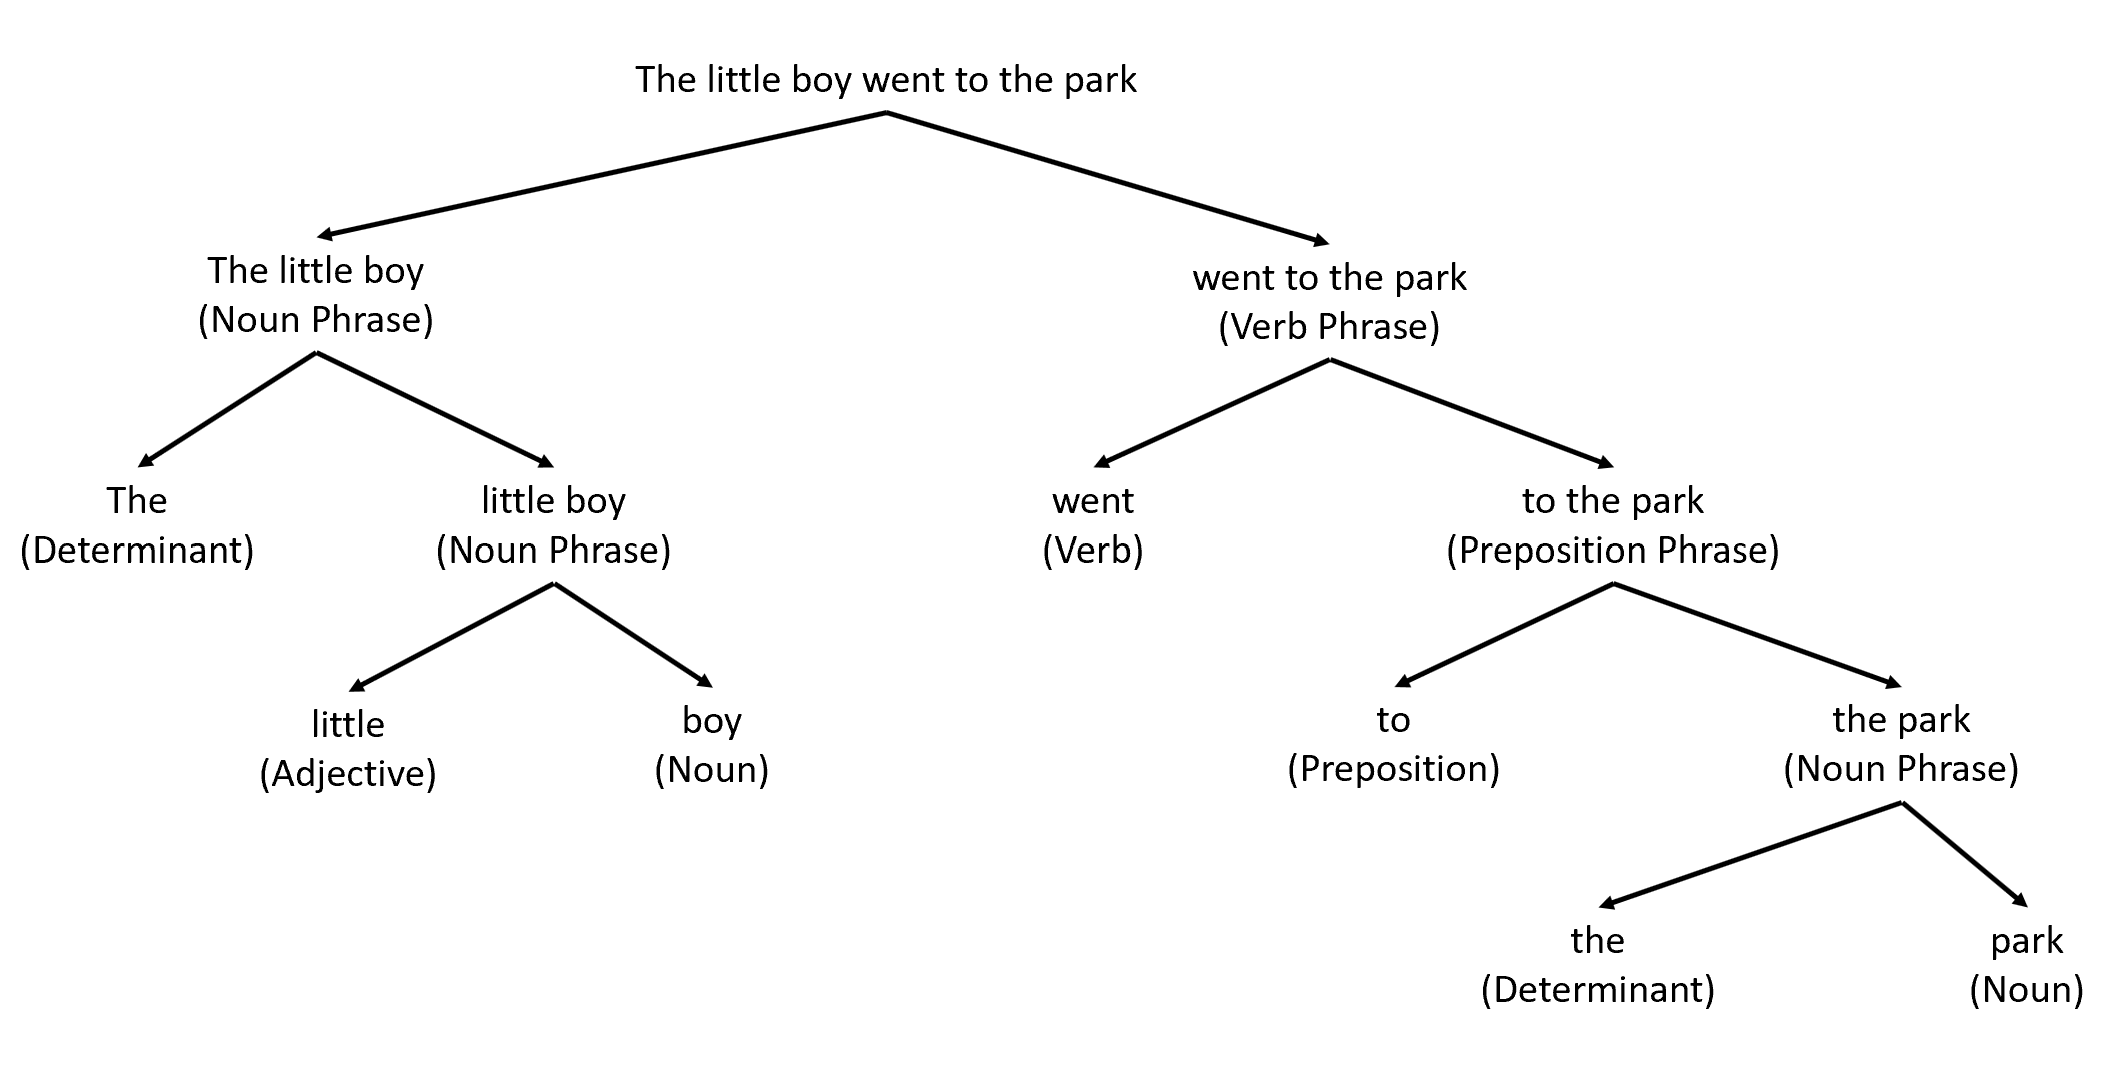 The little boy went to the park
The little boy
(Noun Phrase)
went to the park
(Verb Phrase)
The
(Determinant)
little boy
(Noun Phrase)
went
(Verb)
to the park
(Preposition Phrase)
little
(Adjective)
boy
(Noun)
to
(Preposition)
the park
(Noun Phrase)
the
(Determinant)
park
(Noun)